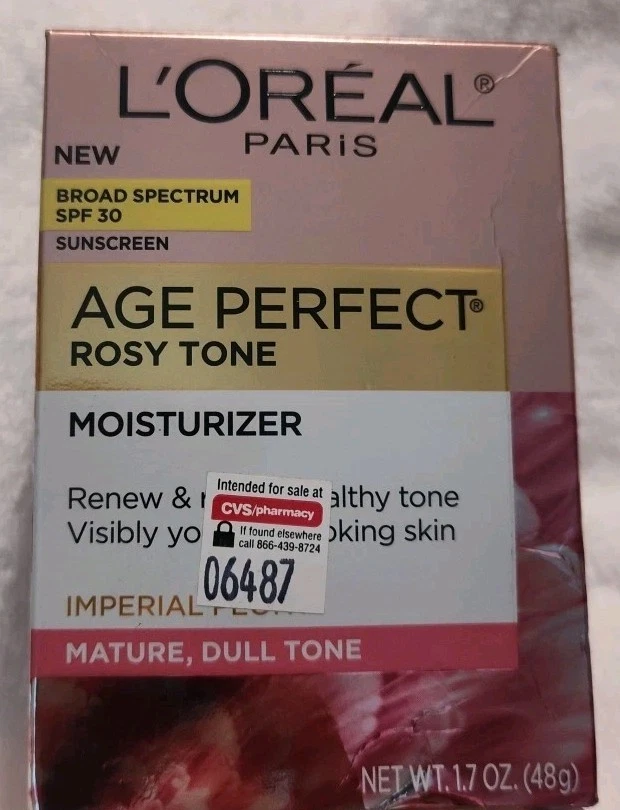 L'ORÉAL®
PARiS
NEW
BROAD SPECTRUM
SPF 30
SUNSCREEN
AGE PERFECT®
ROSY TONE
MOISTURIZER
Renew & althy tone
Visibly yo oking skin
Intended for sale at
CVS/pharmacy
If found elsewhere
call 866-439-8724
06487
IMPERIAL
MATURE, DULL TONE
NET WT. 1.7 OZ. (48g)